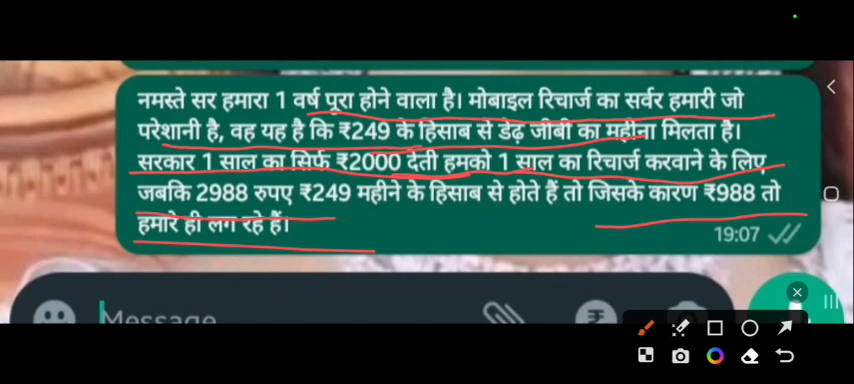 नमस्ते सर हमारा 1 वर्ष पूरा होने वाला है। मोबाइल रिचार्ज का सर्वर हमारी जो
परेशानी है, वह यह है कि ₹249 के हिसाब से डेढ़ जीबी का महीना मिलता है।
सरकार 1 साल का सिर्फ ₹2000 देती हमको 1 साल का रिचार्ज करवाने के लिए
जबकि 2988 रुपए ₹249 महीने के हिसाब से होते हैं तो जिसके कारण ₹988 तो
हमारे ही लग रहे हैं।
19:07
Message